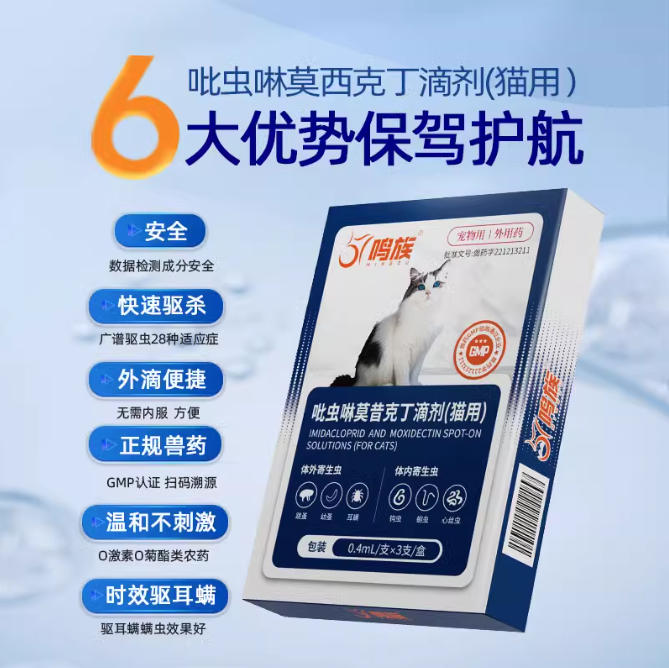 6
吡虫啉莫西克丁滴剂(猫用)
大优势保驾护航
安全
数据检测成分安全
快速驱杀
广谱驱虫28种适应症
外滴便捷
无需内服 方便
正规兽药
GMP认证 扫码溯源
温和不刺激
0激素0菊酯类农药
时效驱耳螨
驱耳螨螨虫效果好
鸣族
MINGZU
宠物用 | 外用药
批准文号:兽药字221213211
GMP
吡虫啉莫昔克丁滴剂(猫用)
IMIDACLOPRID AND MOXIDECTIN SPOT-ON
SOLUTIONS (FOR CATS)
体外寄生虫
体内寄生虫
跳蚤
幼蚤
耳螨
钩虫
蛔虫
心丝虫
包装
0.4mL/支×3支/盒
鸣族